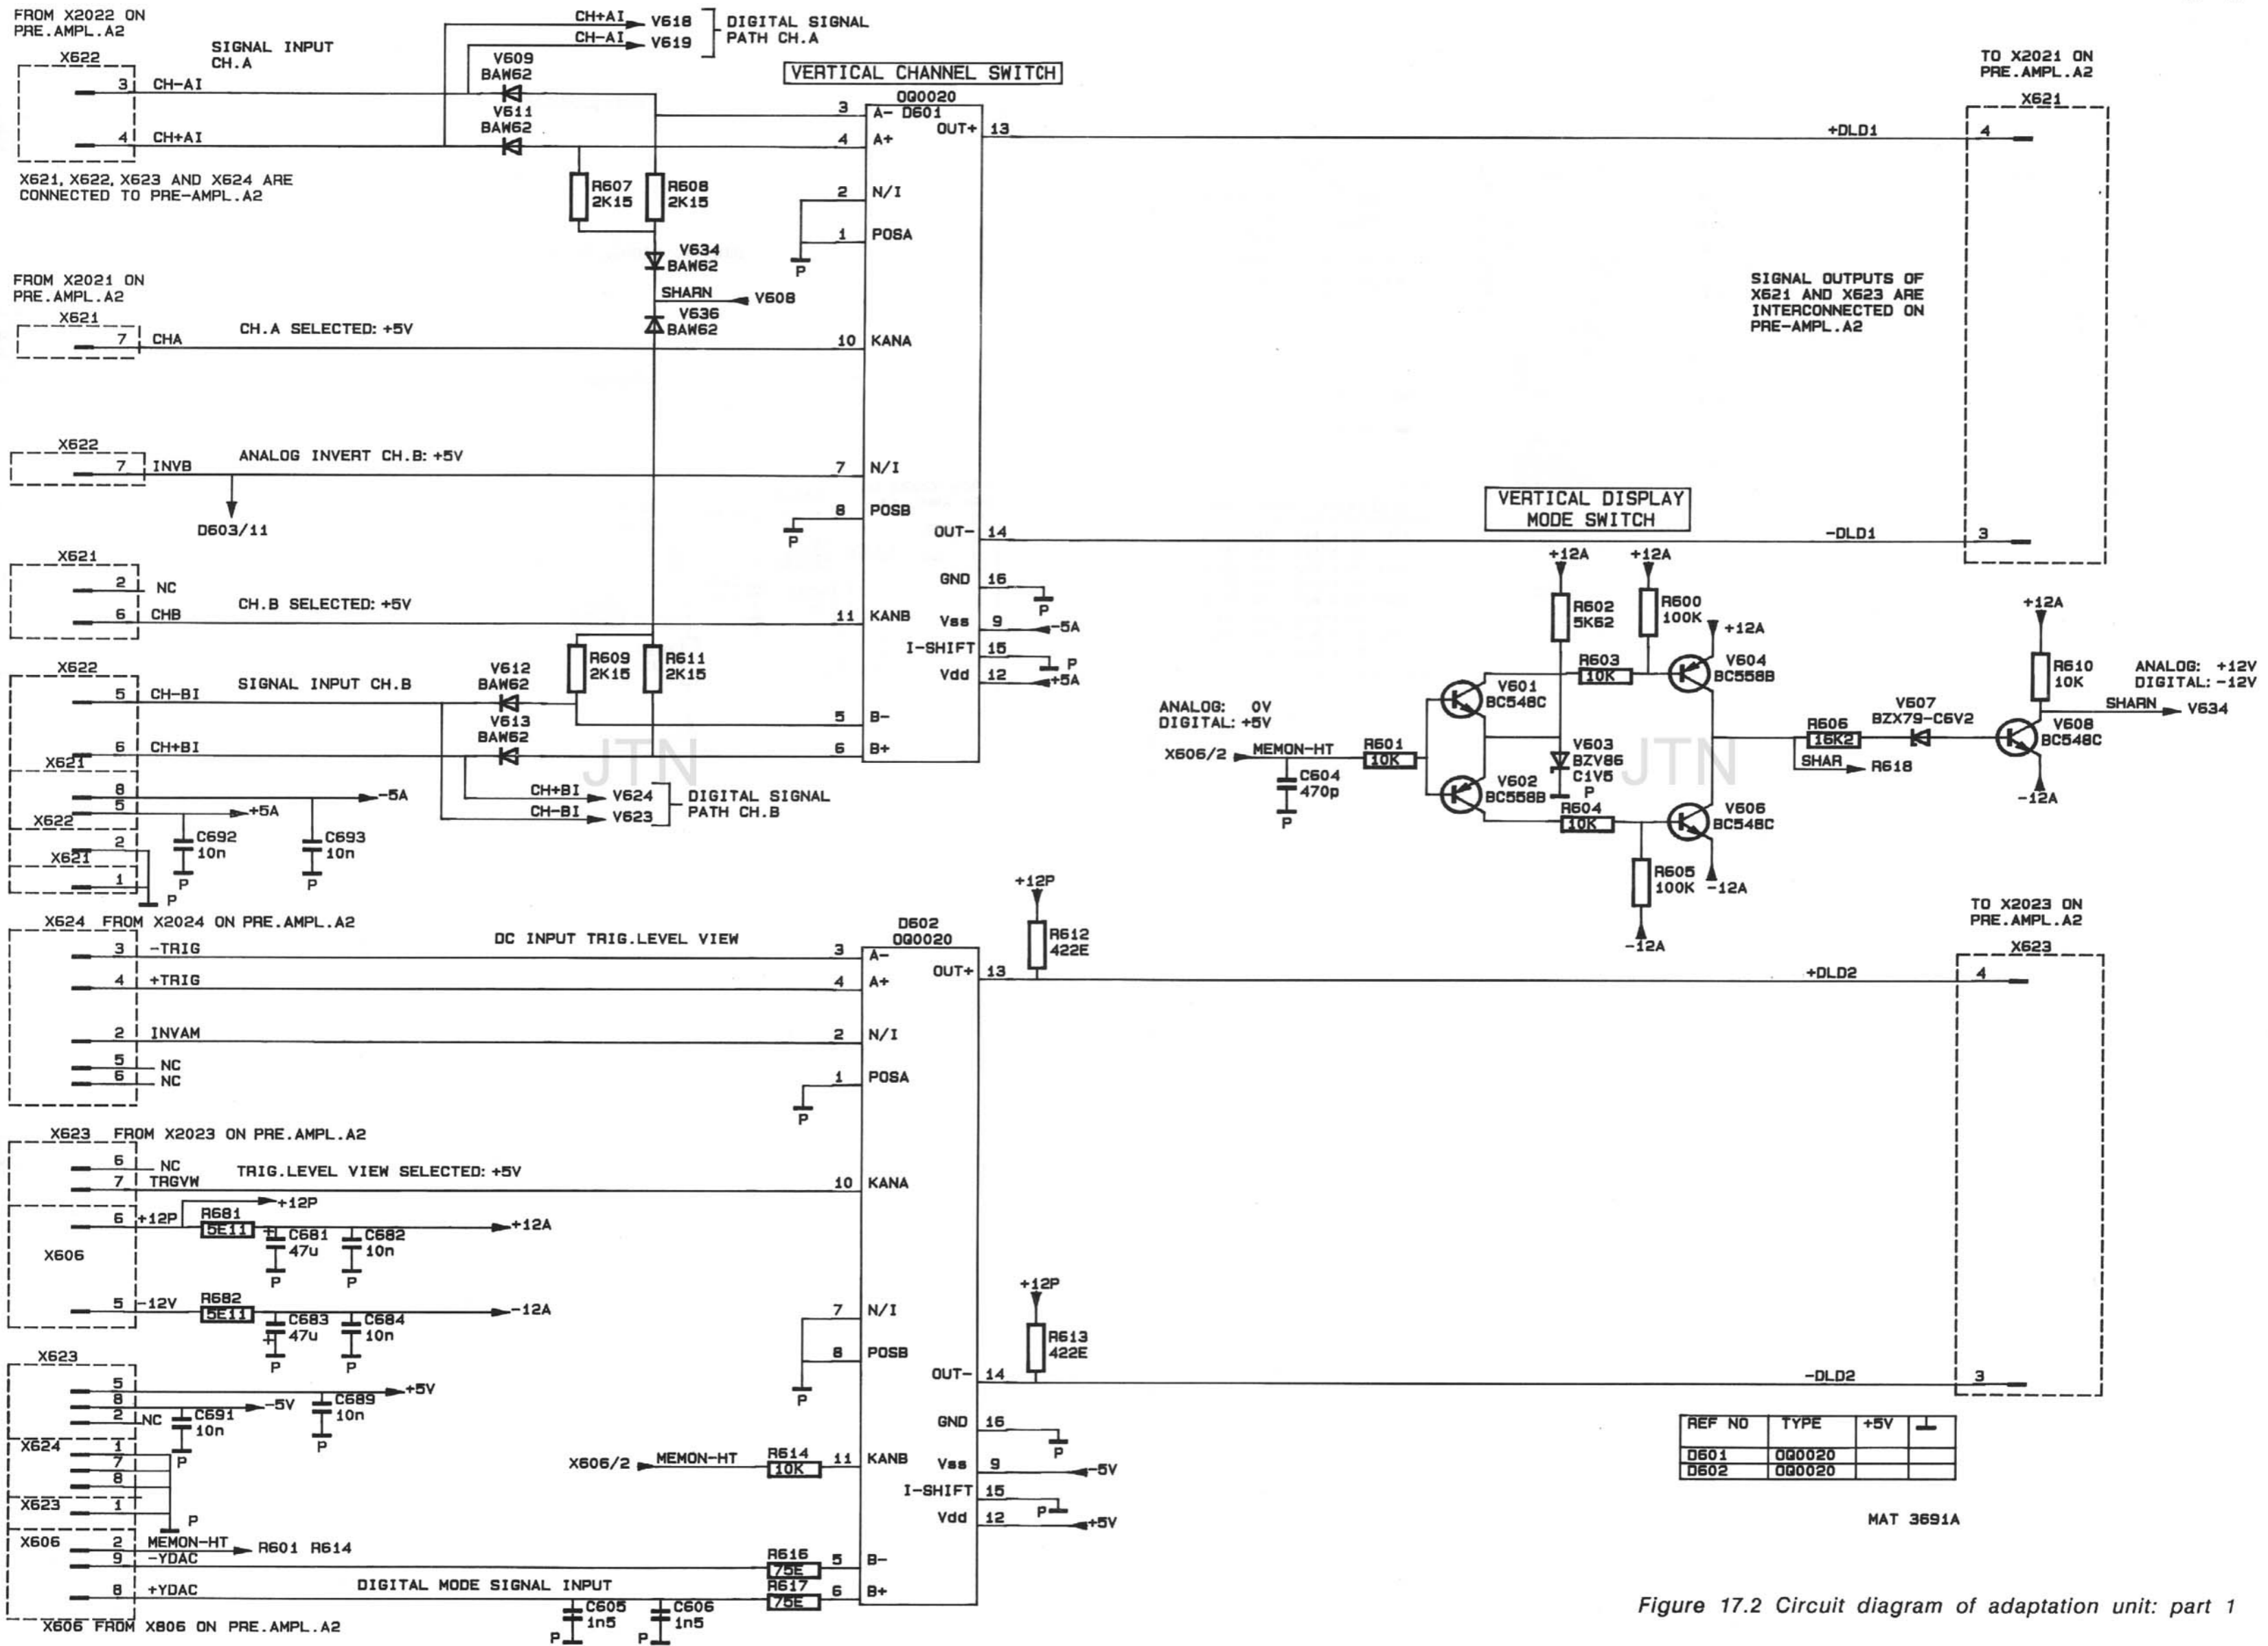 FROM X2022 ON
PRE.AMPL.A2
X622
SIGNAL INPUT
CH.A
3 CH-AI
4 CH+AI
X621, X622, X623 AND X624 ARE
CONNECTED TO PRE-AMPL.A2
CH+AI V618
CH-AI V619
DIGITAL SIGNAL
PATH CH.A
V609
BAW62
V611
BAW62
R607
2K15
R608
2K15
V634
BAW62
SHARN V608
V636
BAW62
VERTICAL CHANNEL SWITCH
OQ0020
D601
3 A-
4 A+
2 N/I
1 POSA
P
OUT+ 13
+DLD1
TO X2021 ON
PRE.AMPL.A2
X621
4
SIGNAL OUTPUTS OF
X621 AND X623 ARE
INTERCONNECTED ON
PRE-AMPL.A2
FROM X2021 ON
PRE.AMPL.A2
X621
7 CHA
CH.A SELECTED: +5V
10 KANA
X622
7 INVB
ANALOG INVERT CH.B: +5V
D603/11
7 N/I
8 POSB
P
OUT- 14
-DLD1
3
X621
2 NC
6 CHB
CH.B SELECTED: +5V
11 KANB
GND 16
P
Vss 9 -5A
I-SHIFT 15 P
Vdd 12 +5A
X622
5 CH-BI
SIGNAL INPUT CH.B
V612
BAW62
R609
2K15
R611
2K15
V613
BAW62
5 B-
6 B+
6 CH+BI
X621
8 -5A
5 +5A
X622
C692
10n
P
C693
10n
P
2
X621
1
P
CH+BI V624
CH-BI V623
DIGITAL SIGNAL
PATH CH.B
JTN
VERTICAL DISPLAY
MODE SWITCH
+12A
+12A
R602
5K62
R600
100K
+12A
R603
10K
V604
BC558B
V601
BC548C
ANALOG: 0V
DIGITAL: +5V
X606/2 MEMON-HT
R601
10K
C604
470p
P
V603
BZV86
C1V5
P
V602
BC558B
R604
10K
V606
BC548C
R605
100K
-12A
-12A
JTN
R606
16K2
SHAR R618
V607
BZX79-C6V2
+12A
R610
10K
ANALOG: +12V
DIGITAL: -12V
SHARN V634
V608
BC548C
-12A
X624 FROM X2024 ON PRE.AMPL.A2
3 -TRIG
DC INPUT TRIG.LEVEL VIEW
4 +TRIG
2 INVAM
5 NC
6 NC
D602
OQ0020
3 A-
4 A+
2 N/I
1 POSA
P
+12P
R612
422E
OUT+ 13
+DLD2
TO X2023 ON
PRE.AMPL.A2
X623
4
X623 FROM X2023 ON PRE.AMPL.A2
6 NC
7 TRGVW
TRIG.LEVEL VIEW SELECTED: +5V
10 KANA
X606
6 +12P
+12P
R681
5E11
+12A
+
C681
47u
P
C682
10n
P
5 -12V
R682
5E11
-12A
+
C683
47u
P
C684
10n
P
7 N/I
8 POSB
P
+12P
R613
422E
OUT- 14
-DLD2
3
X623
5 +5V
8 -5V
2 NC
C691
10n
P
C689
10n
P
X624
1
7
8
X623
1
P
X606/2 MEMON-HT
R614
10K
11 KANB
GND 16
P
Vss 9 -5V
I-SHIFT 15
P
Vdd 12 +5V
X606
2 MEMON-HT R601 R614
9 -YDAC
8 +YDAC
DIGITAL MODE SIGNAL INPUT
R616
75E
5 B-
R617
75E
6 B+
C605
1n5
P
C606
1n5
P
X606 FROM X806 ON PRE.AMPL.A2
REF NO TYPE +5V
D601 OQ0020
D602 OQ0020
MAT 3691A
Figure 17.2 Circuit diagram of adaptation unit: part 1